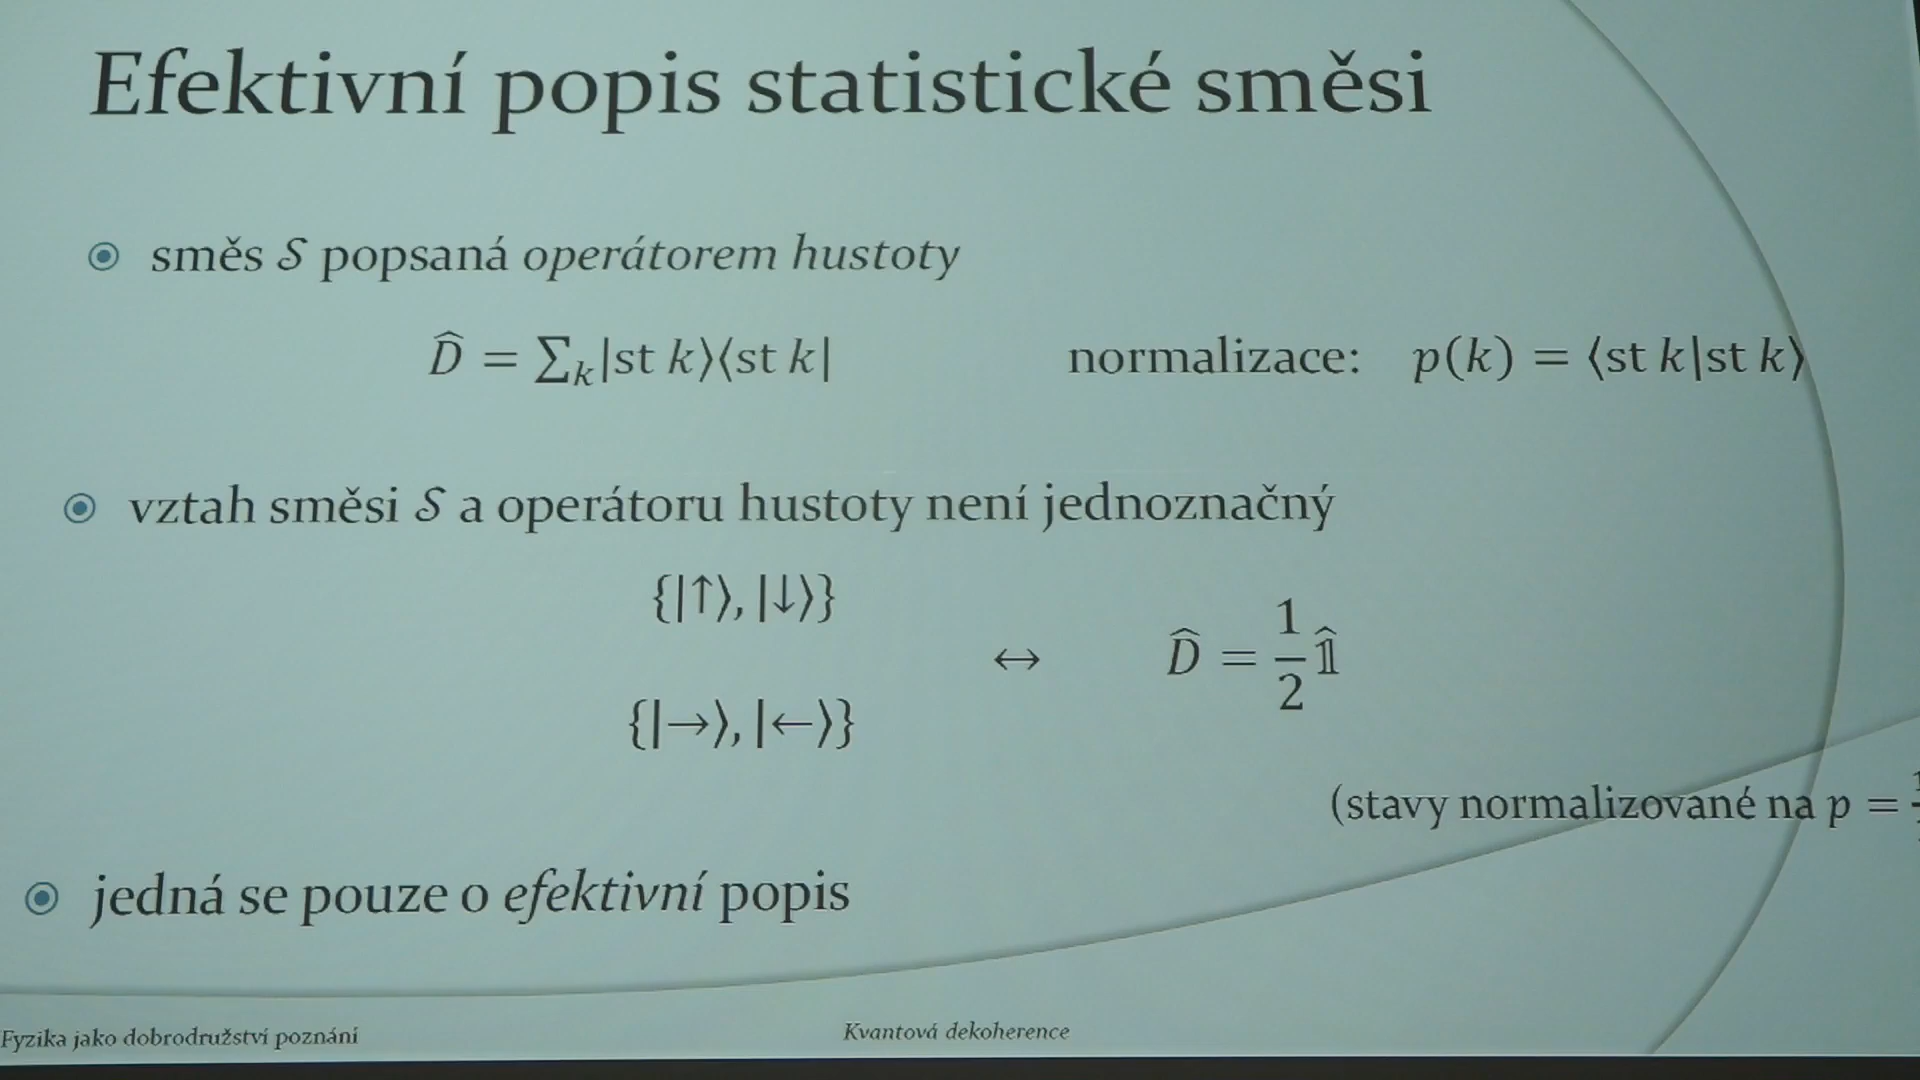 Efektivní popis statistické směsi
směs 𝒮 popsaná operátorem hustoty
D̂ = ∑ₖ|st k⟩⟨st k| normalizace: p(k) = ⟨st k|st k⟩
vztah směsi 𝒮 a operátoru hustoty není jednoznačný
{|↑⟩, |↓⟩}
↔ D̂ = 1/2 𝟙̂
{|→⟩, |←⟩}
(stavy normalizované na p =
jedná se pouze o efektivní popis
Fyzika jako dobrodružství poznání
Kvantová dekoherence